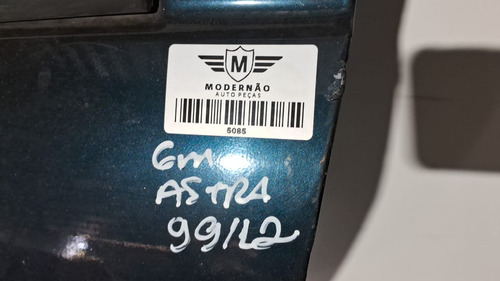 M
MODERNÃO
AUTO PEÇAS
5085
Gm
ASTRA
99/12